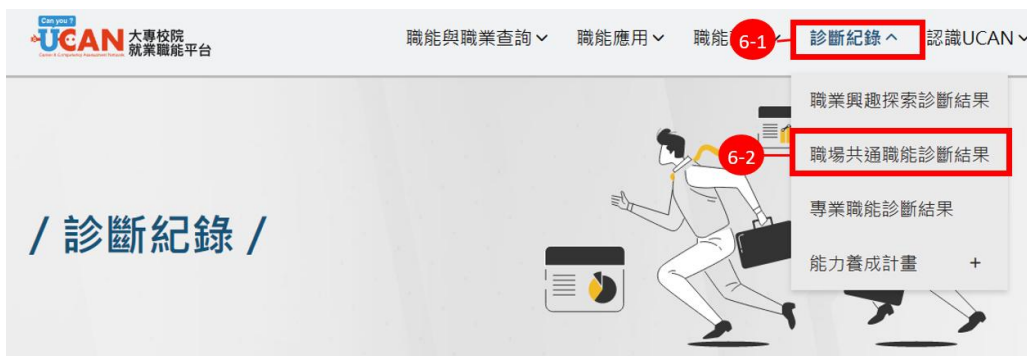 Can you ?
UCAN 大專校院
就業職能平台
職能與職業查詢 職能應用 職能 6-1 診斷紀錄 認識UCAN
職業興趣探索診斷結果
6-2 職場共通職能診斷結果
專業職能診斷結果
能力養成計畫 +
/ 診斷紀錄 /